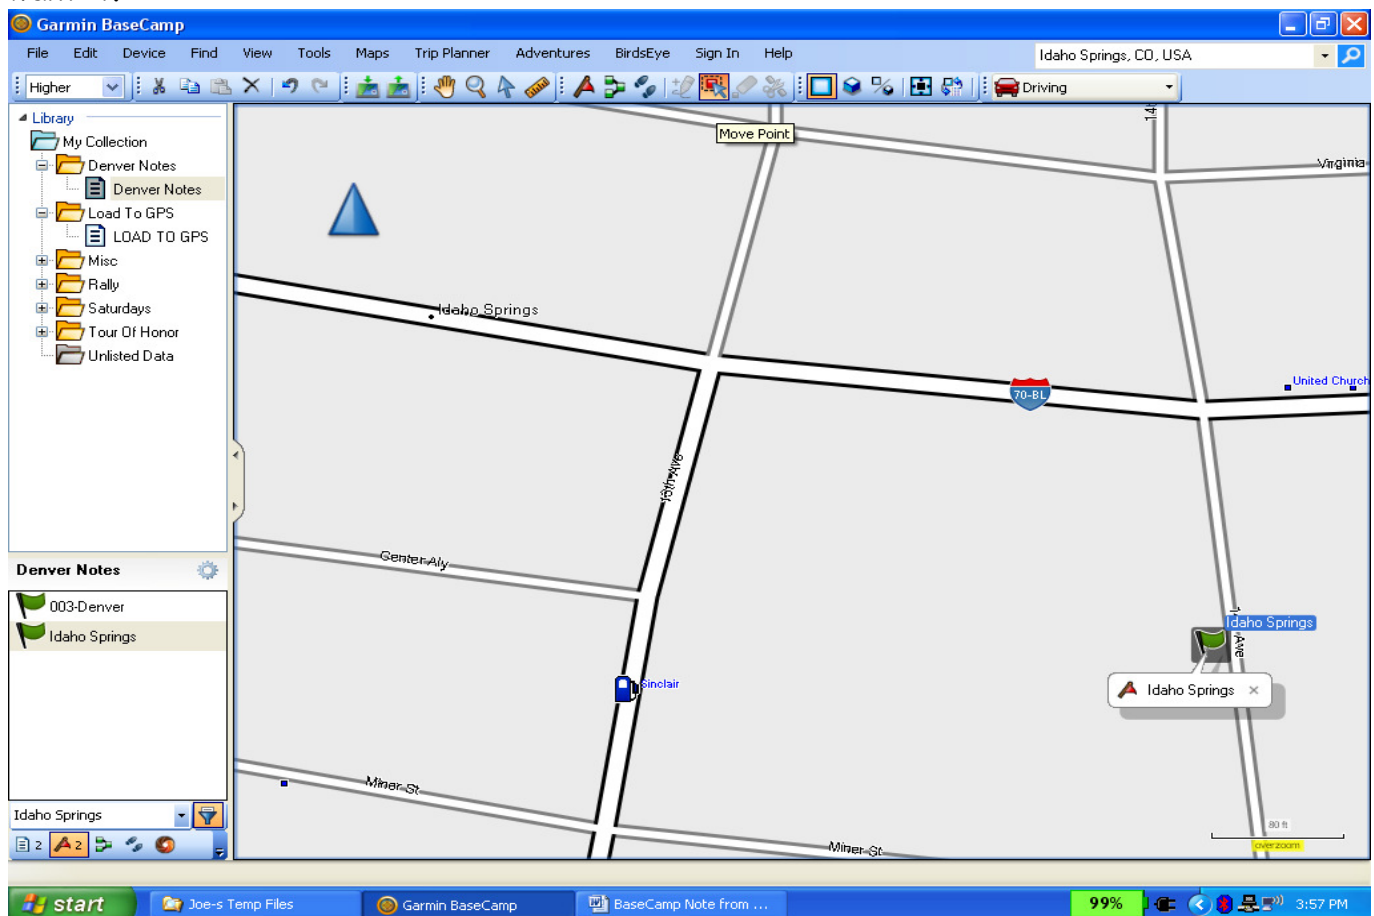 Garmin BaseCamp
File Edit Device Find View Tools Maps Trip Planner Adventures BirdsEye Sign In Help
Idaho Springs, CO, USA
Higher
Driving
Library
My Collection
Denver Notes
Denver Notes
Load To GPS
LOAD TO GPS
Misc
Rally
Saturdays
Tour Of Honor
Unlisted Data
Move Point
Virginia
Idaho Springs
70-BL
United Church
13th Ave
Center Aly
Sinclair
Idaho Springs
Ave
Idaho Springs
Miner St
Miner St
80 ft
overzoom
Denver Notes
003-Denver
Idaho Springs
Idaho Springs
2 2
start
Joe-s Temp Files
Garmin BaseCamp
BaseCamp Note from ...
99%
3:57 PM